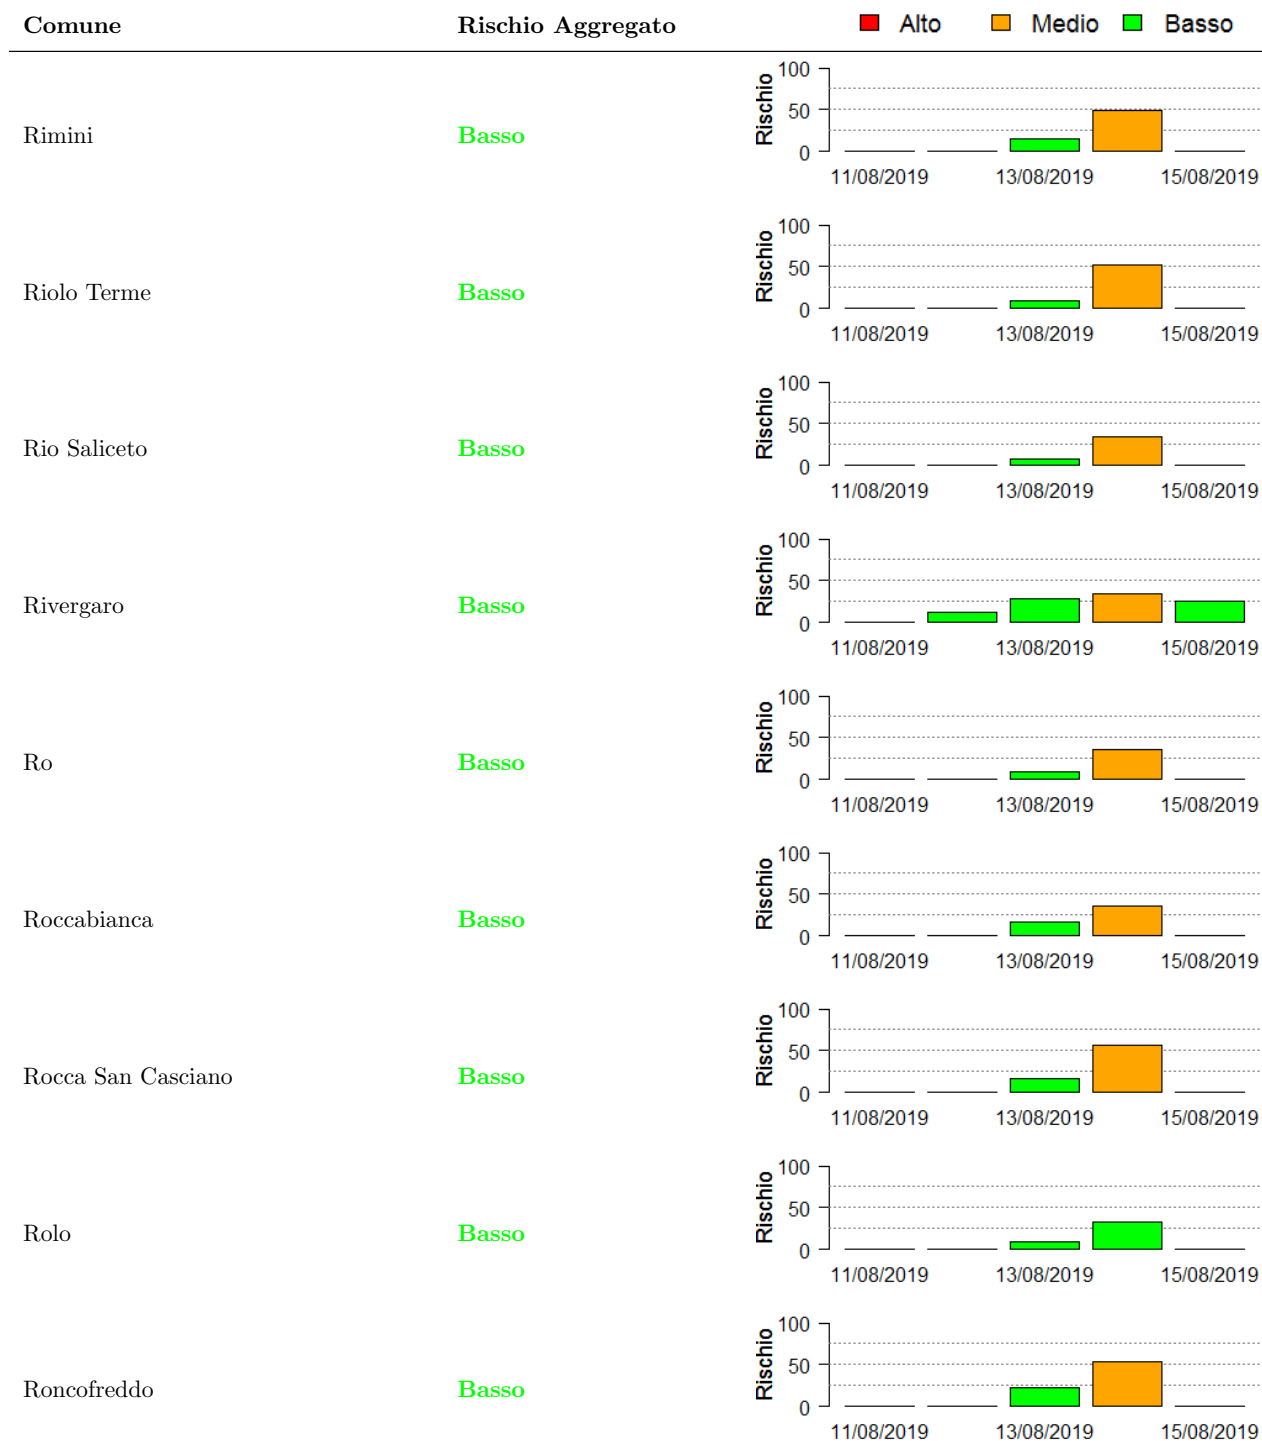 Comune Rischio Aggregato Alto Medio Basso
Rimini Basso Rischio 100 50 0
11/08/2019 13/08/2019 15/08/2019
Riolo Terme Basso Rischio 100 50 0
11/08/2019 13/08/2019 15/08/2019
Rio Saliceto Basso Rischio 100 50 0
11/08/2019 13/08/2019 15/08/2019
Rivergaro Basso Rischio 100 50 0
11/08/2019 13/08/2019 15/08/2019
Ro Basso Rischio 100 50 0
11/08/2019 13/08/2019 15/08/2019
Roccabianca Basso Rischio 100 50 0
11/08/2019 13/08/2019 15/08/2019
Rocca San Casciano Basso Rischio 100 50 0
11/08/2019 13/08/2019 15/08/2019
Rolo Basso Rischio 100 50 0
11/08/2019 13/08/2019 15/08/2019
Roncofreddo Basso Rischio 100 50 0
11/08/2019 13/08/2019 15/08/2019